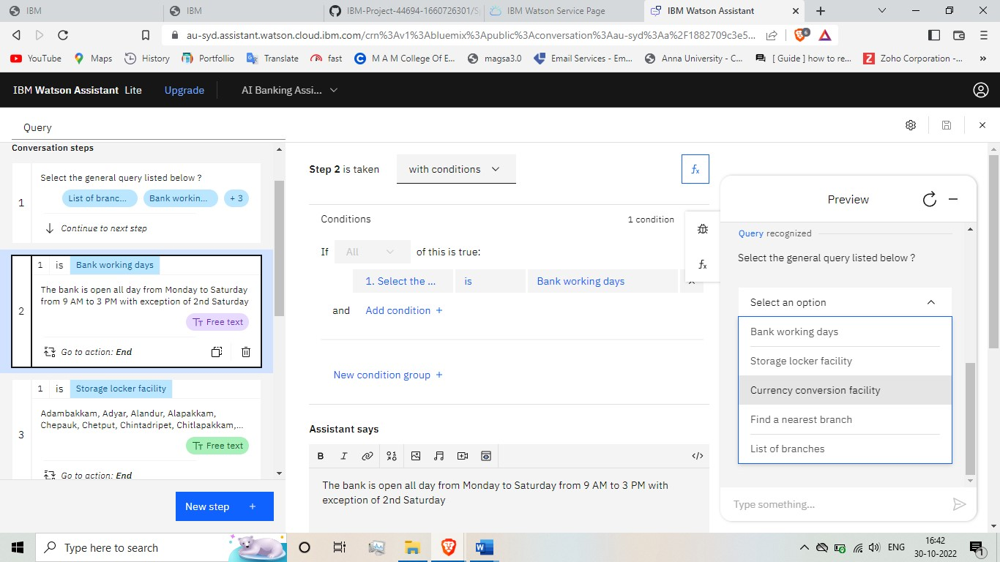 IBM
IBM
IBM-Project-44694-1660726301/Sp
IBM Watson Service Page
IBM Watson Assistant
au-syd.assistant.watson.cloud.ibm.com/crn%3Av1%3Abluemix%3Apublic%3Aconversation%3Aau-syd%3Aa%2F1882709c3e5...
6
YouTube
Maps
History
Portfollio
Translate
fast
M A M College Of E...
magsa3.0
Email Services - Em...
Anna University - C...
[ Guide ] how to re...
Zoho Corporation -...
IBM Watson Assistant Lite
Upgrade
AI Banking Assi...
Query
Conversation steps
1
Select the general query listed below ?
List of branc...
Bank workin...
+ 3
Continue to next step
2
1 is Bank working days
The bank is open all day from Monday to Saturday
from 9 AM to 3 PM with exception of 2nd Saturday
Free text
Go to action: End
3
1 is Storage locker facility
Adambakkam, Adyar, Alandur, Alapakkam,
Chepauk, Chetput, Chintadripet, Chitlapakkam,...
Free text
Go to action: End
New step +
Step 2 is taken
with conditions
fx
Conditions
1 condition
If All of this is true:
1. Select the ...
is
Bank working days
and Add condition +
New condition group +
Assistant says
B I
</>
The bank is open all day from Monday to Saturday from 9 AM to 3 PM with
exception of 2nd Saturday
fx
Preview
Query recognized
Select the general query listed below ?
Select an option
Bank working days
Storage locker facility
Currency conversion facility
Find a nearest branch
List of branches
Type something...
Type here to search
ENG
16:42
30-10-2022
1